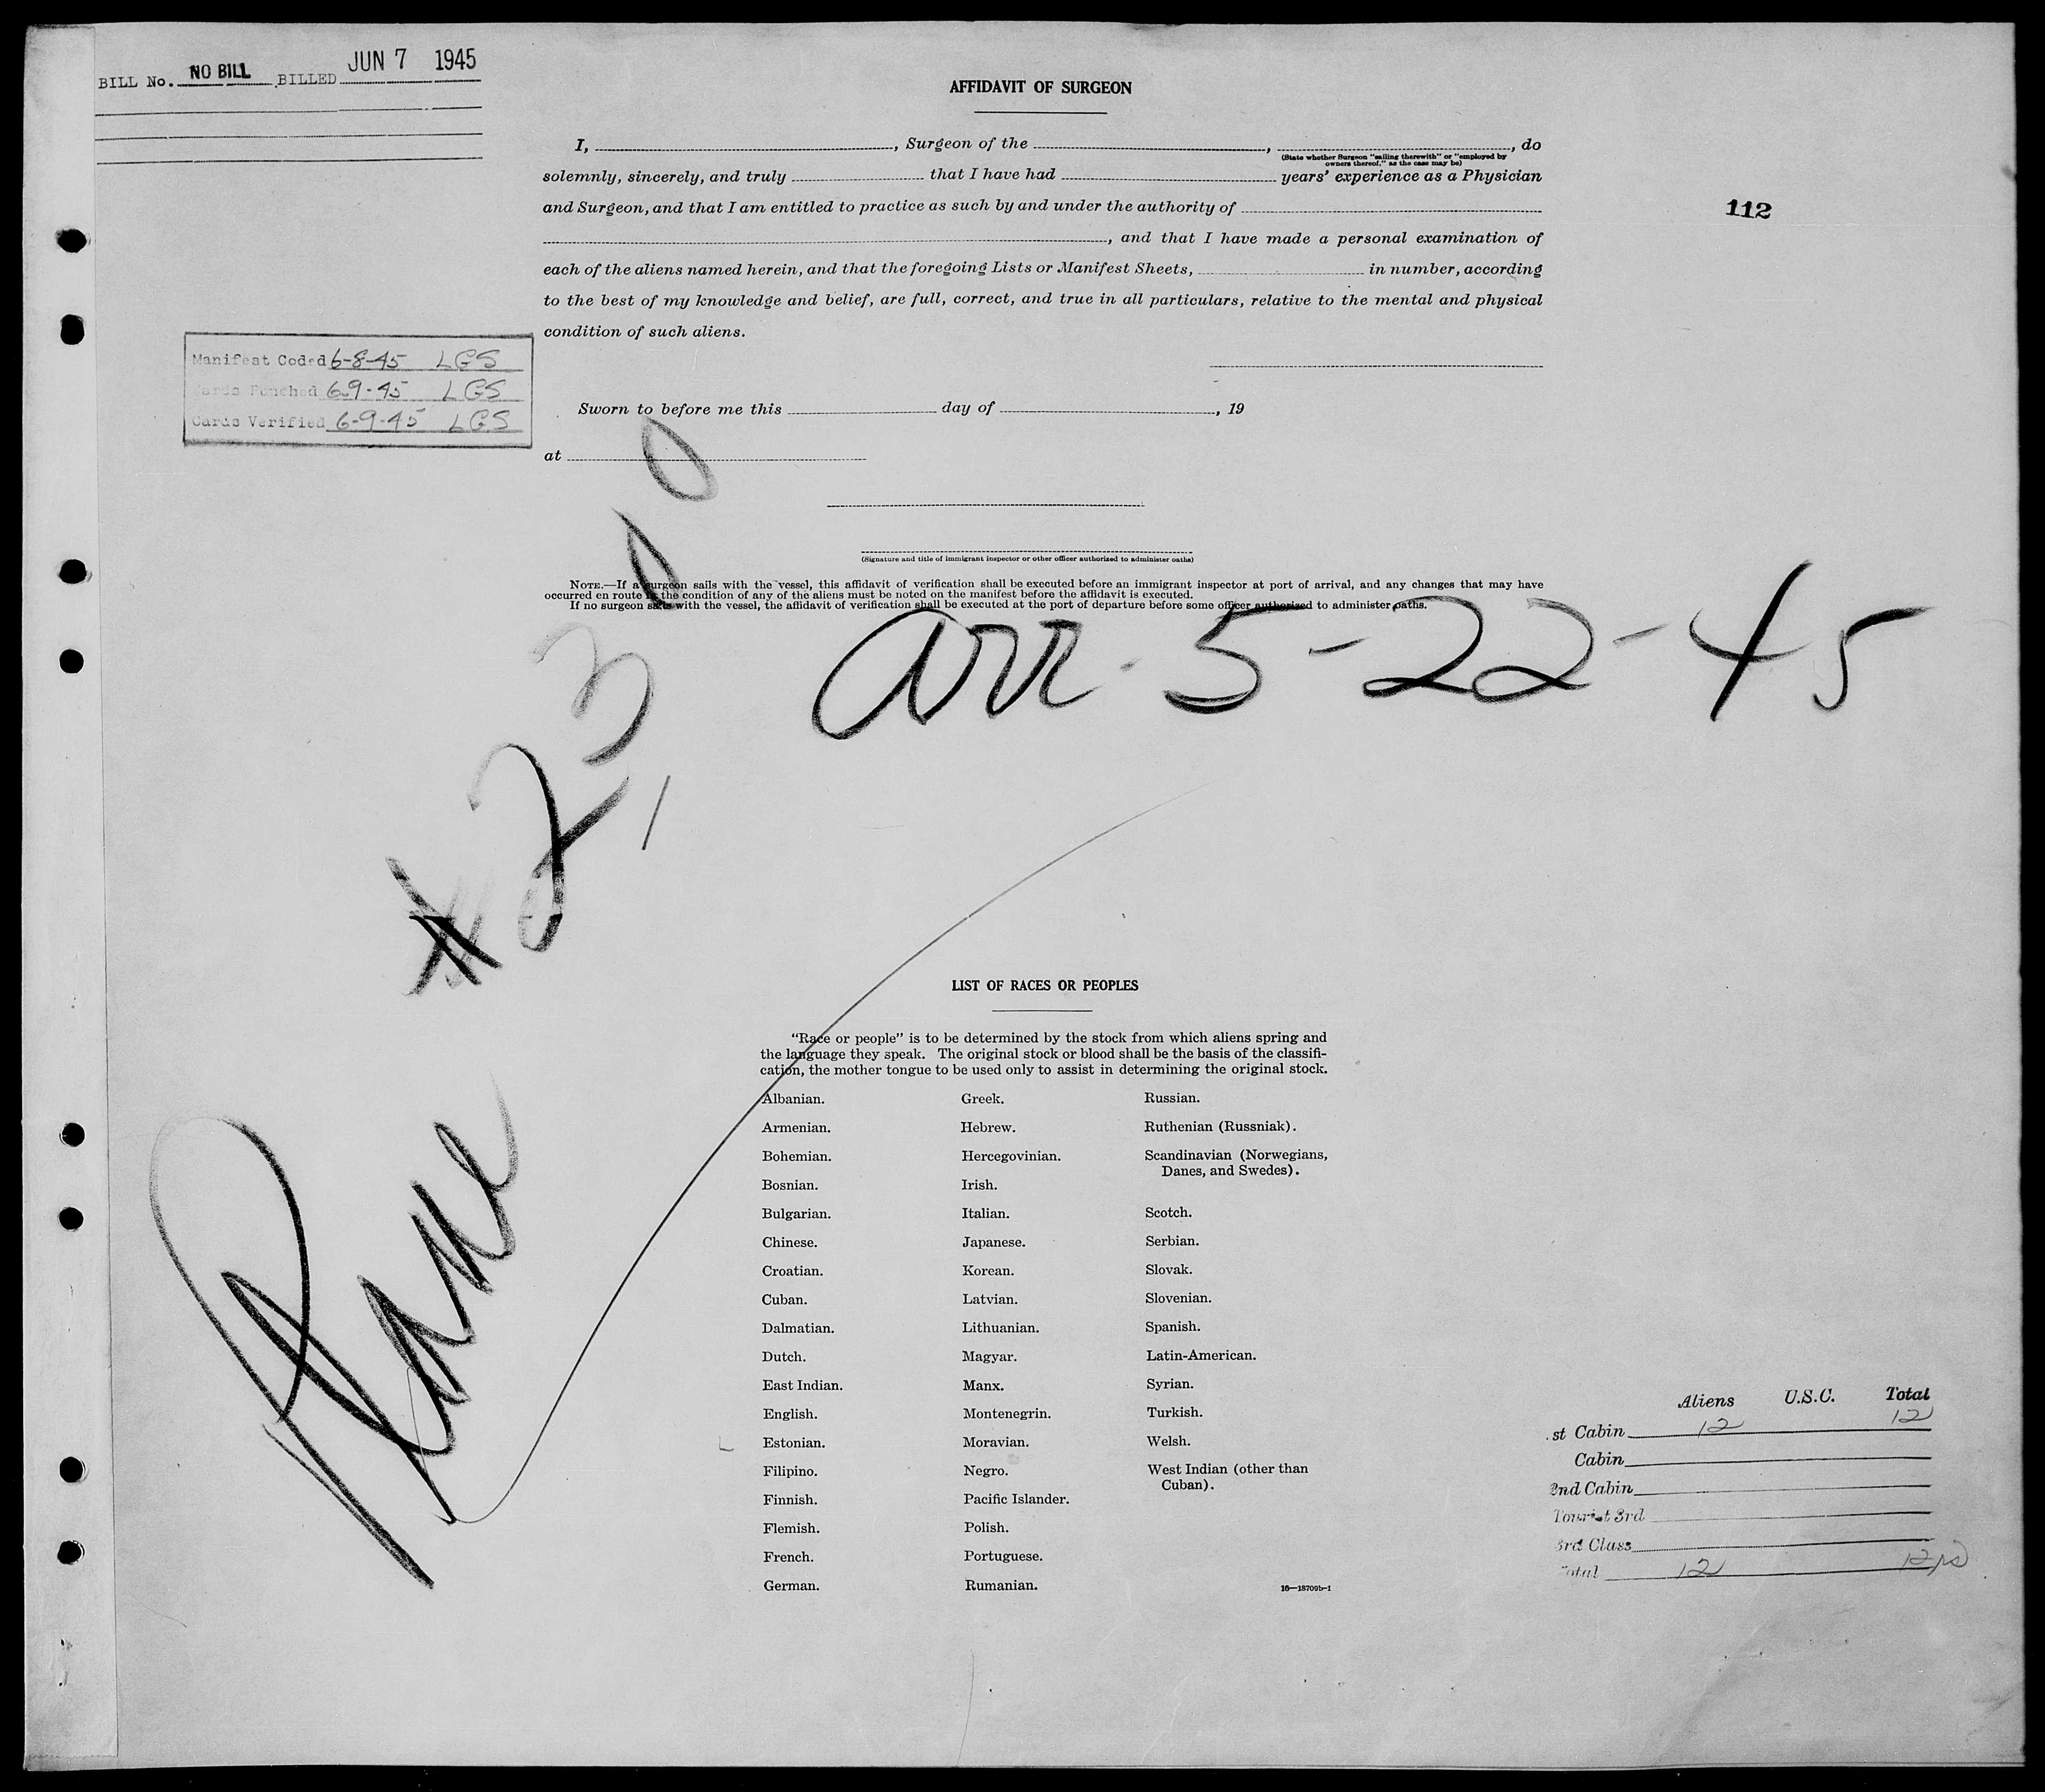 BILL No. NO BILL BILLED JUN 7 1945
AFFIDAVIT OF SURGEON
I, , Surgeon of the , , do
(State whether Surgeon "sailing therewith" or "employed by
owners thereof," as the case may be)
solemnly, sincerely, and truly that I have had years' experience as a Physician
and Surgeon, and that I am entitled to practice as such by and under the authority of
112
, and that I have made a personal examination of
each of the aliens named herein, and that the foregoing Lists or Manifest Sheets, in number, according
to the best of my knowledge and belief, are full, correct, and true in all particulars, relative to the mental and physical
condition of such aliens.
Manifest Coded 6-8-45 LGS
Cards Punched 6-9-45 LGS
Cards Verified 6-9-45 LGS
Sworn to before me this day of , 19
at
(Signature and title of immigrant inspector or other officer authorized to administer oaths)
NOTE.—If a surgeon sails with the vessel, this affidavit of verification shall be executed before an immigrant inspector at port of arrival, and any changes that may have
occurred en route in the condition of any of the aliens must be noted on the manifest before the affidavit is executed.
If no surgeon sails with the vessel, the affidavit of verification shall be executed at the port of departure before some officer authorized to administer oaths.
arr. 5-22-45
Plane #2300
LIST OF RACES OR PEOPLES
"Race or people" is to be determined by the stock from which aliens spring and
the language they speak. The original stock or blood shall be the basis of the classifi-
cation, the mother tongue to be used only to assist in determining the original stock.
Albanian.
Armenian.
Bohemian.
Bosnian.
Bulgarian.
Chinese.
Croatian.
Cuban.
Dalmatian.
Dutch.
East Indian.
English.
Estonian.
Filipino.
Finnish.
Flemish.
French.
German.
Greek.
Hebrew.
Hercegovinian.
Irish.
Italian.
Japanese.
Korean.
Latvian.
Lithuanian.
Magyar.
Manx.
Montenegrin.
Moravian.
Negro.
Pacific Islander.
Polish.
Portuguese.
Rumanian.
Russian.
Ruthenian (Russniak).
Scandinavian (Norwegians,
Danes, and Swedes).
Scotch.
Serbian.
Slovak.
Slovenian.
Spanish.
Latin-American.
Syrian.
Turkish.
Welsh.
West Indian (other than
Cuban).
16—18709b-1
Aliens U.S.C. Total
st Cabin 12 12
Cabin
2nd Cabin
Tourist 3rd
3rd Class
Total 12 12